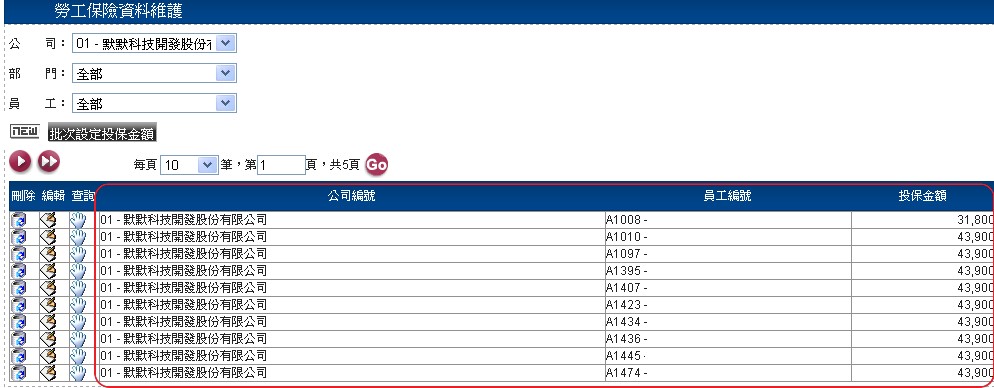 勞工保險資料維護
公 司： 01 - 默默科技開發股份有
部 門： 全部
員 工： 全部
new 批次設定投保金額
每頁 10 筆，第 1 頁，共5頁 Go
刪除 編輯 查詢 公司編號 員工編號 投保金額
01 - 默默科技開發股份有限公司 A1008 - 31,800
01 - 默默科技開發股份有限公司 A1010 - 43,900
01 - 默默科技開發股份有限公司 A1097 - 43,900
01 - 默默科技開發股份有限公司 A1395 - 43,900
01 - 默默科技開發股份有限公司 A1407 - 43,900
01 - 默默科技開發股份有限公司 A1423 - 43,900
01 - 默默科技開發股份有限公司 A1434 - 43,900
01 - 默默科技開發股份有限公司 A1436 - 43,900
01 - 默默科技開發股份有限公司 A1445 - 43,900
01 - 默默科技開發股份有限公司 A1474 - 43,900